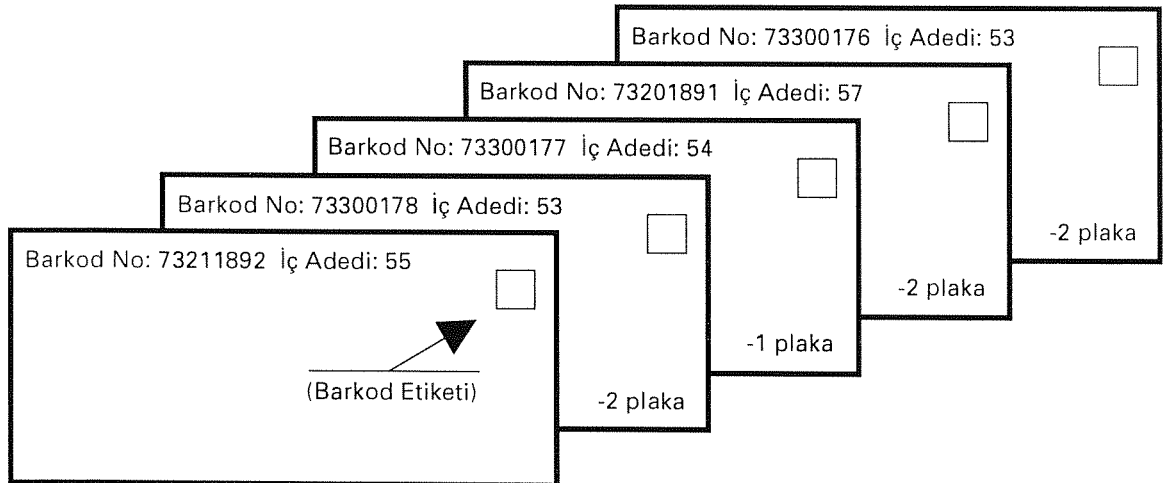 Barkod No: 73300176 İç Adedi: 53
Barkod No: 73201891 İç Adedi: 57
Barkod No: 73300177 İç Adedi: 54
Barkod No: 73300178 İç Adedi: 53
-2 plaka
Barkod No: 73211892 İç Adedi: 55
-2 plaka
-1 plaka
(Barkod Etiketi)
-2 plaka